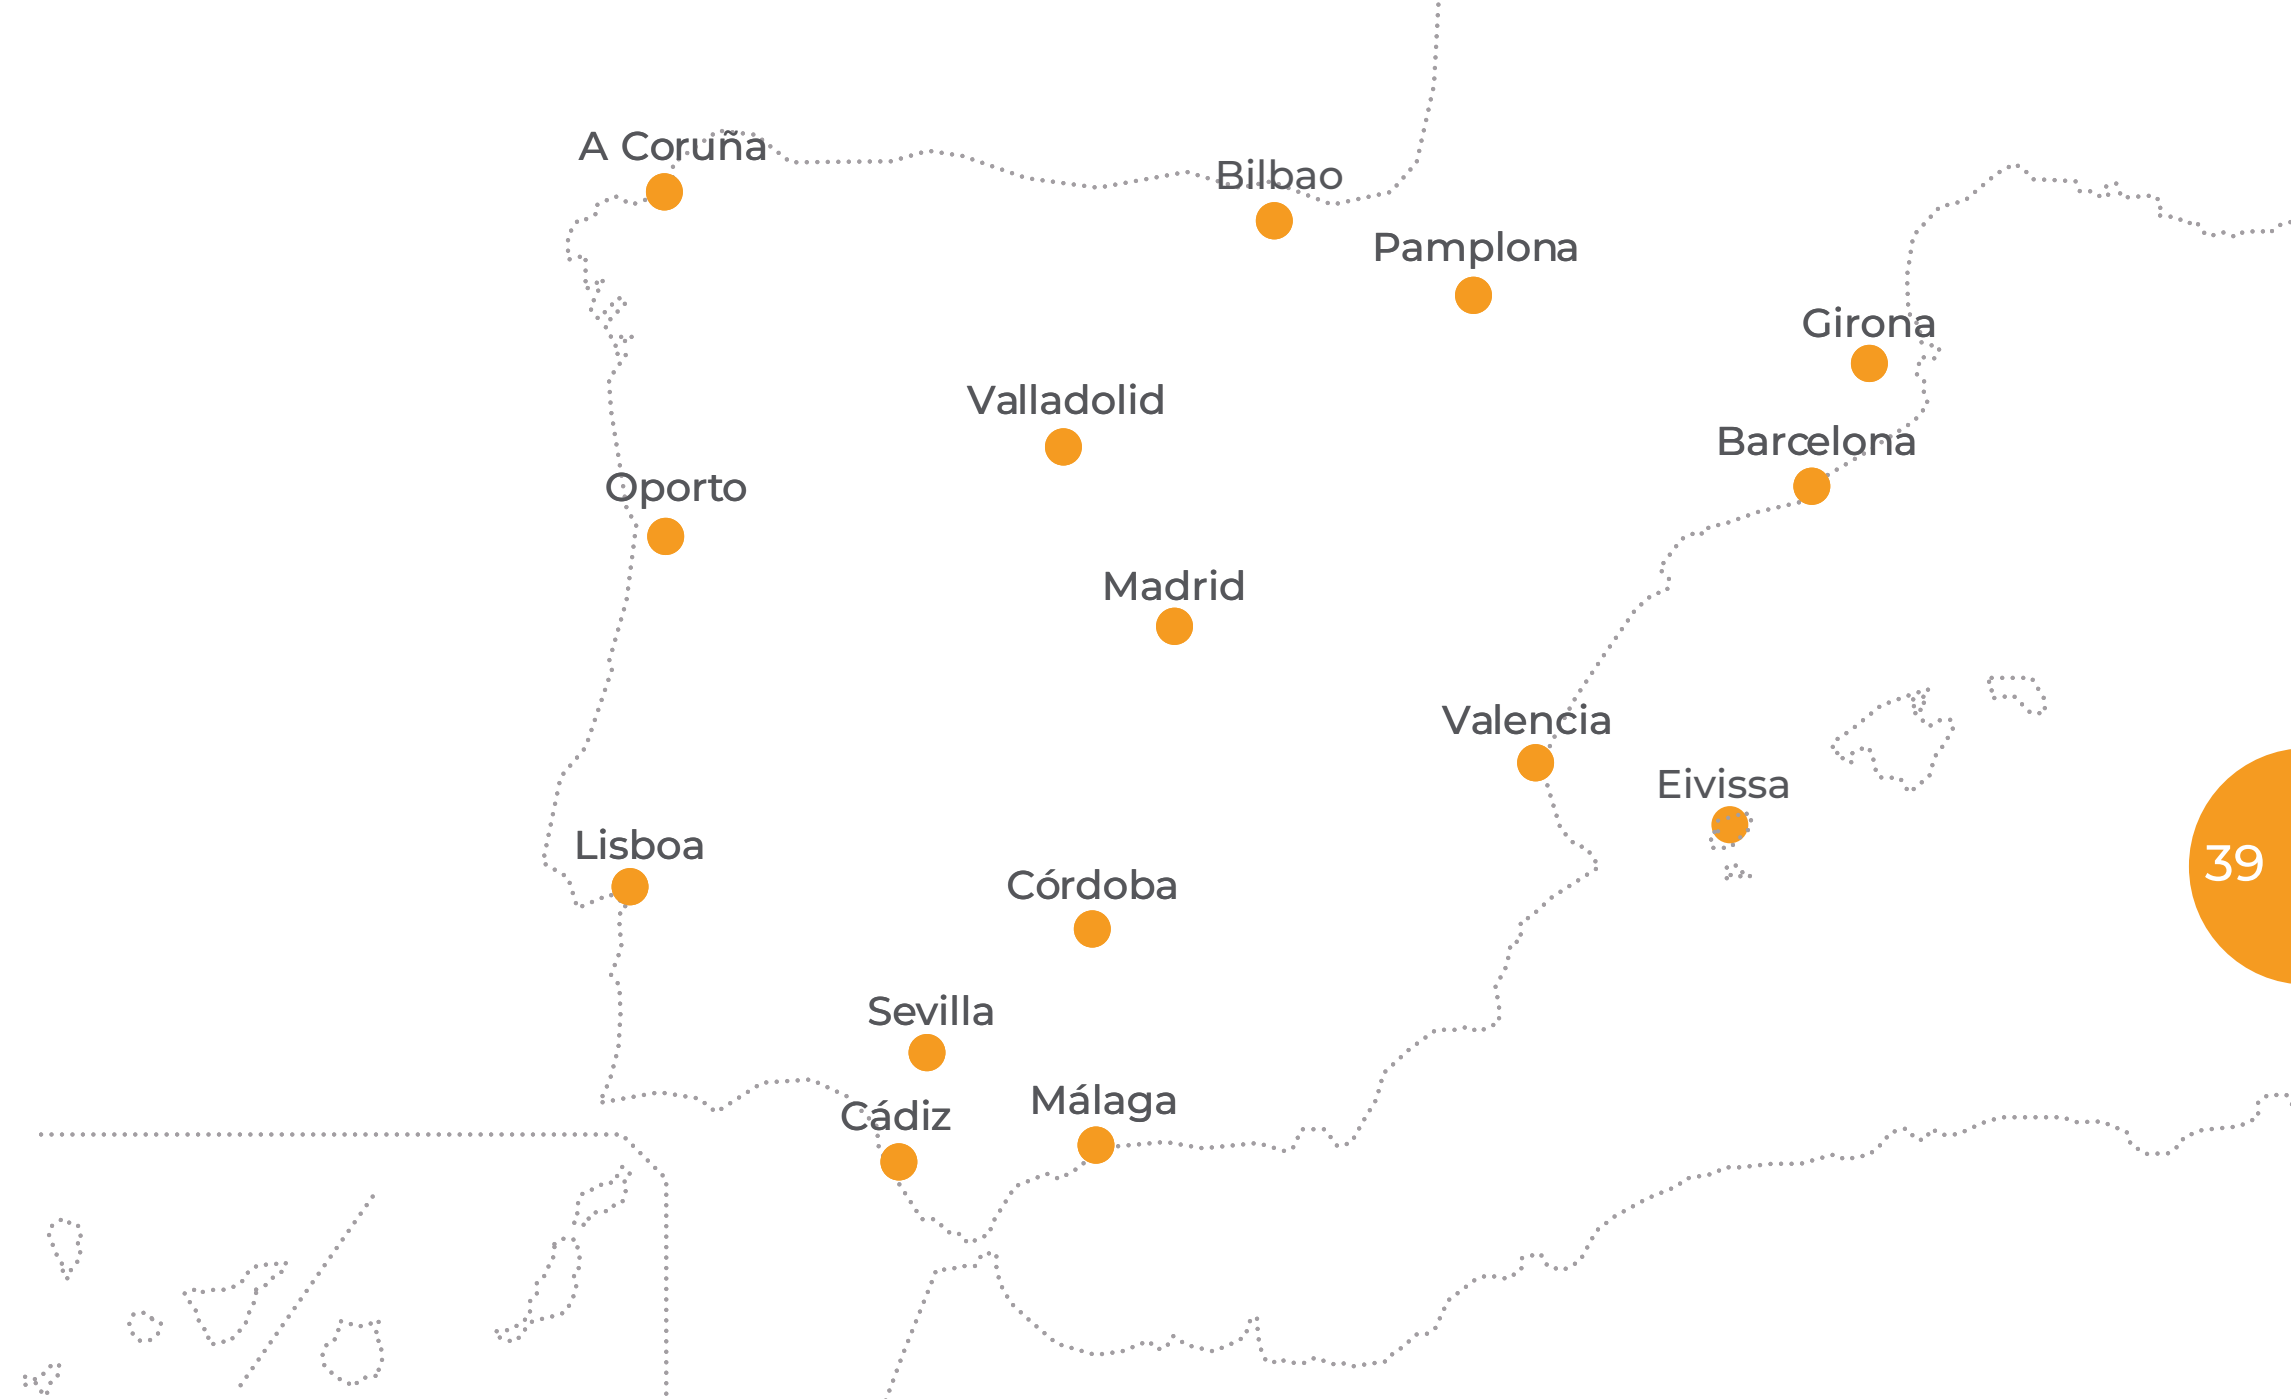 A Coruña
Bilbao
Pamplona
Girona
Valladolid
Barcelona
Oporto
Madrid
Valencia
Eivissa
Lisboa
39
Córdoba
Sevilla
Málaga
Cádiz